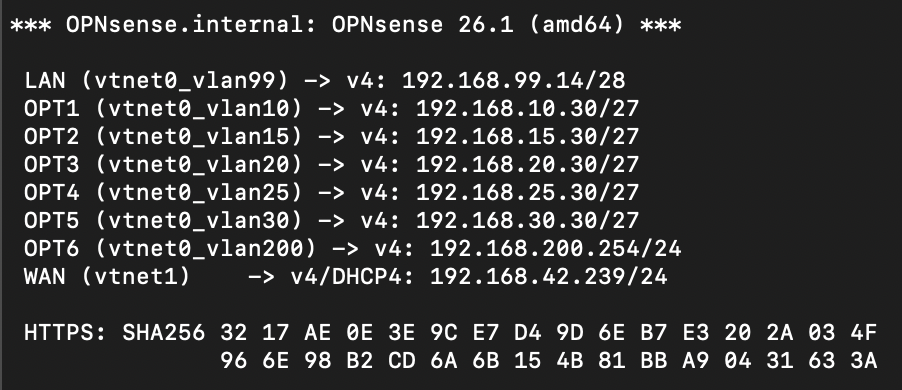 *** OPNsense.internal: OPNsense 26.1 (amd64) ***
LAN (vtnet0_vlan99) -> v4: 192.168.99.14/28
OPT1 (vtnet0_vlan10) -> v4: 192.168.10.30/27
OPT2 (vtnet0_vlan15) -> v4: 192.168.15.30/27
OPT3 (vtnet0_vlan20) -> v4: 192.168.20.30/27
OPT4 (vtnet0_vlan25) -> v4: 192.168.25.30/27
OPT5 (vtnet0_vlan30) -> v4: 192.168.30.30/27
OPT6 (vtnet0_vlan200) -> v4: 192.168.200.254/24
WAN (vtnet1)    -> v4/DHCP4: 192.168.42.239/24
HTTPS: SHA256 32 17 AE 0E 3E 9C E7 D4 9D 6E B7 E3 20 2A 03 4F
96 6E 98 B2 CD 6A 6B 15 4B 81 BB A9 04 31 63 3A